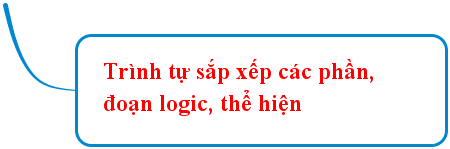 Trình tự sắp xếp các phần,
đoạn logic, thể hiện